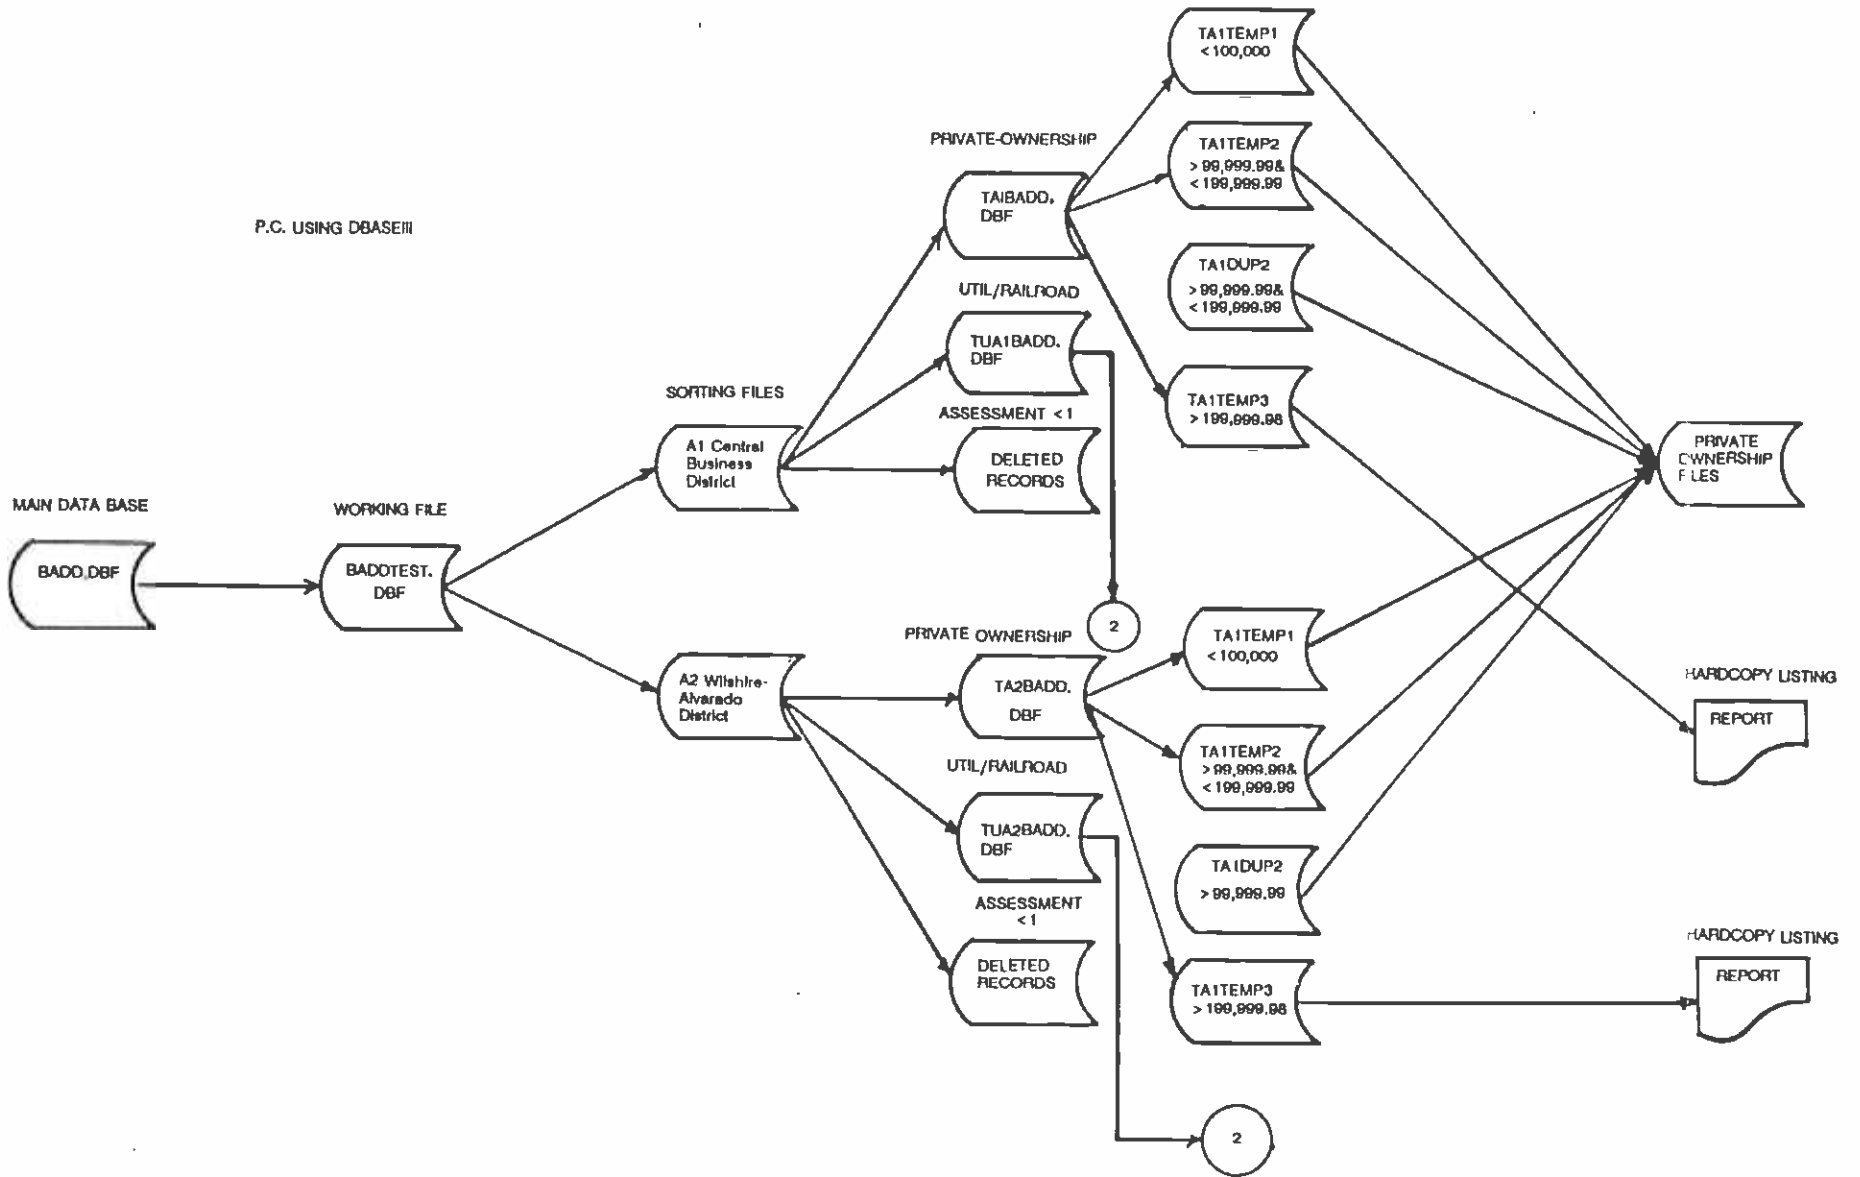 P.C. USING DBASEIII
MAIN DATA BASE
BADD.DBF
WORKING FILE
BADDTEST.
DBF
SORTING FILES
A1 Central
Business
District
A2 Wilshire-
Alvarado
District
PRIVATE-OWNERSHIP
TAIBADD.
DBF
UTIL/RAILROAD
TUA1BADD.
DBF
ASSESSMENT <1
DELETED
RECORDS
2
TA1TEMP1
<100,000
TA1TEMP2
>99,999.99&
<199,999.99
TA1DUP2
>99,999.99&
<199,999.99
TA1TEMP3
>199,999.98
PRIVATE OWNERSHIP
TA2BADD.
DBF
UTIL/RAILROAD
TUA2BADD.
DBF
ASSESSMENT
<1
DELETED
RECORDS
2
TA1TEMP1
<100,000
TA1TEMP2
>99,999.99&
<199,999.99
TA1DUP2
>99,999.99
TA1TEMP3
>199,999.98
PRIVATE
OWNERSHIP
FILES
HARDCOPY LISTING
REPORT
HARDCOPY LISTING
REPORT